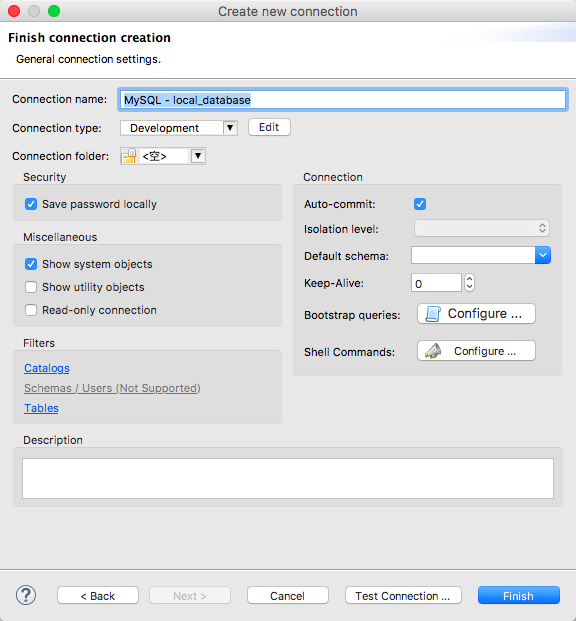 Create new connection
Finish connection creation
General connection settings.
Connection name: MySQL - local_database
Connection type: Development Edit
Connection folder: <空>
Security
Save password locally
Miscellaneous
Show system objects
Show utility objects
Read-only connection
Filters
Catalogs
Schemas / Users (Not Supported)
Tables
Connection
Auto-commit:
Isolation level:
Default schema:
Keep-Alive: 0
Bootstrap queries: Configure ...
Shell Commands: Configure ...
Description
? < Back Next > Cancel Test Connection ... Finish